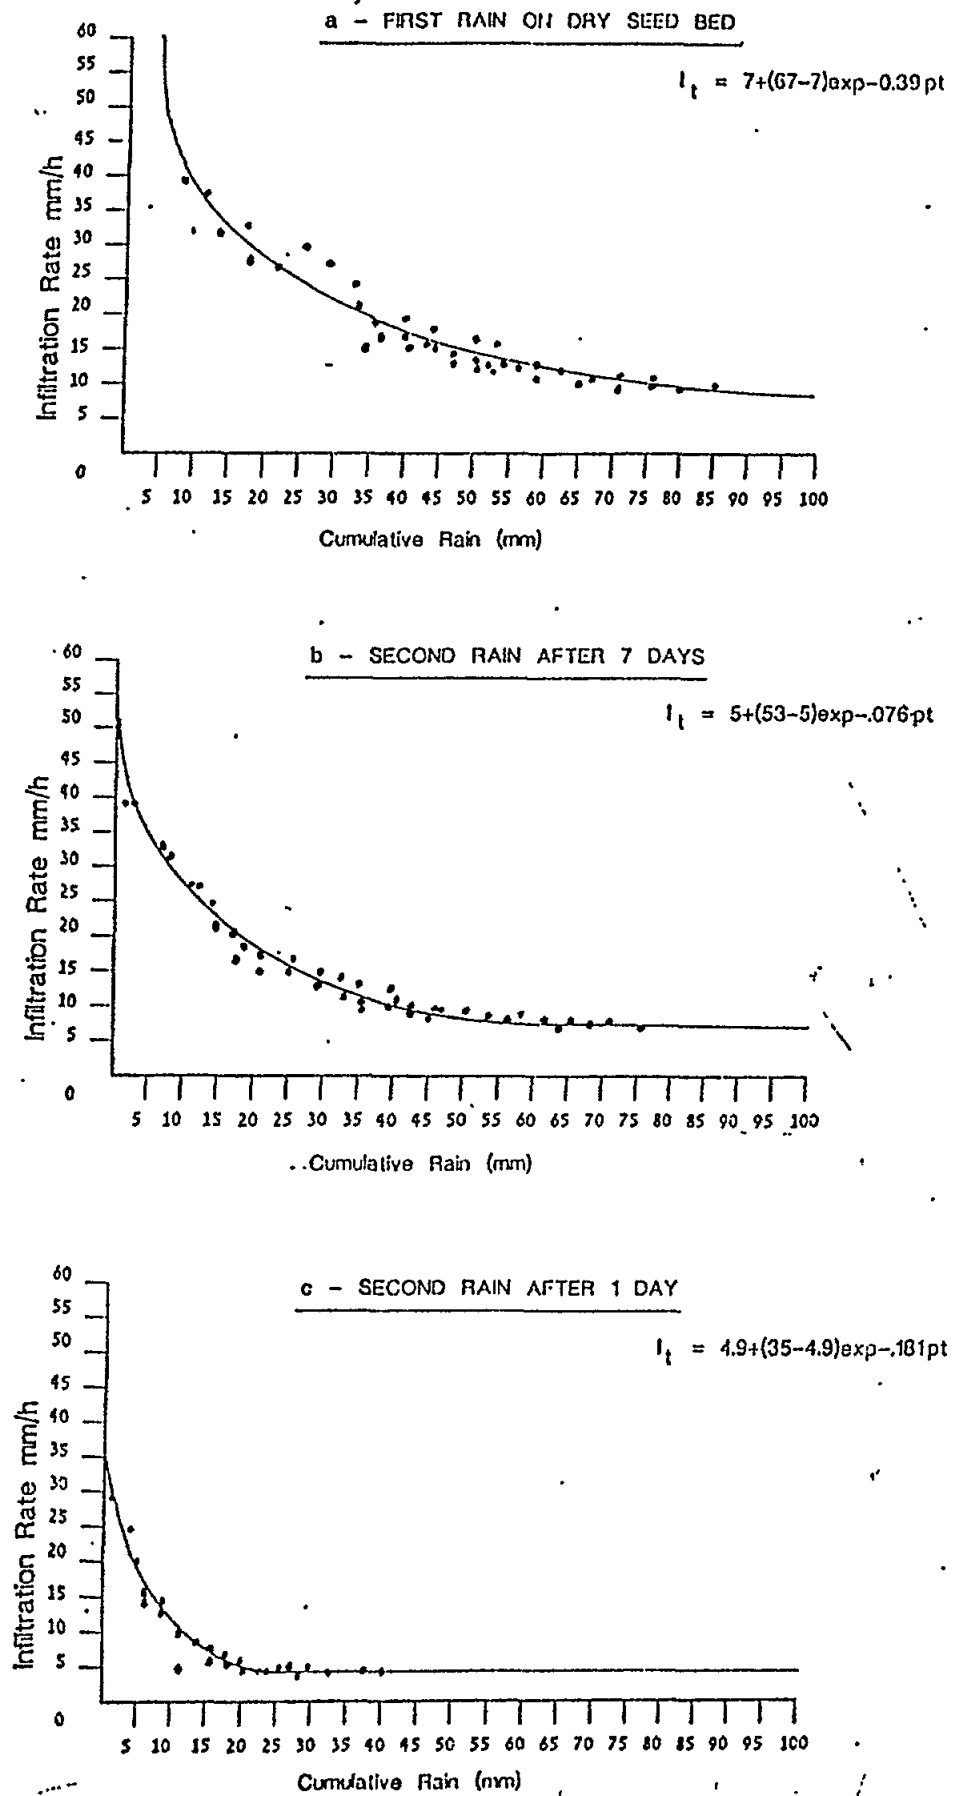 a – FIRST RAIN ON DRY SEED BED
I t = 7+(67–7)exp–0.39pt
Infiltration Rate mm/h
60
55
50
45
40
35
30
25
20
15
10
5
0
5 10 15 20 25 30 35 40 45 50 55 60 65 70 75 80 85 90 95 100
Cumulative Rain (mm)
b – SECOND RAIN AFTER 7 DAYS
I t = 5+(53–5)exp–.076pt
Infiltration Rate mm/h
60
55
50
45
40
35
30
25
20
15
10
5
0
5 10 15 20 25 30 35 40 45 50 55 60 65 70 75 80 85 90 95 100
Cumulative Rain (mm)
c – SECOND RAIN AFTER 1 DAY
I t = 4.9+(35–4.9)exp–.181pt
Infiltration Rate mm/h
60
55
50
45
40
35
30
25
20
15
10
5
0
5 10 15 20 25 30 35 40 45 50 55 60 65 70 75 80 85 90 95 100
Cumulative Rain (mm)